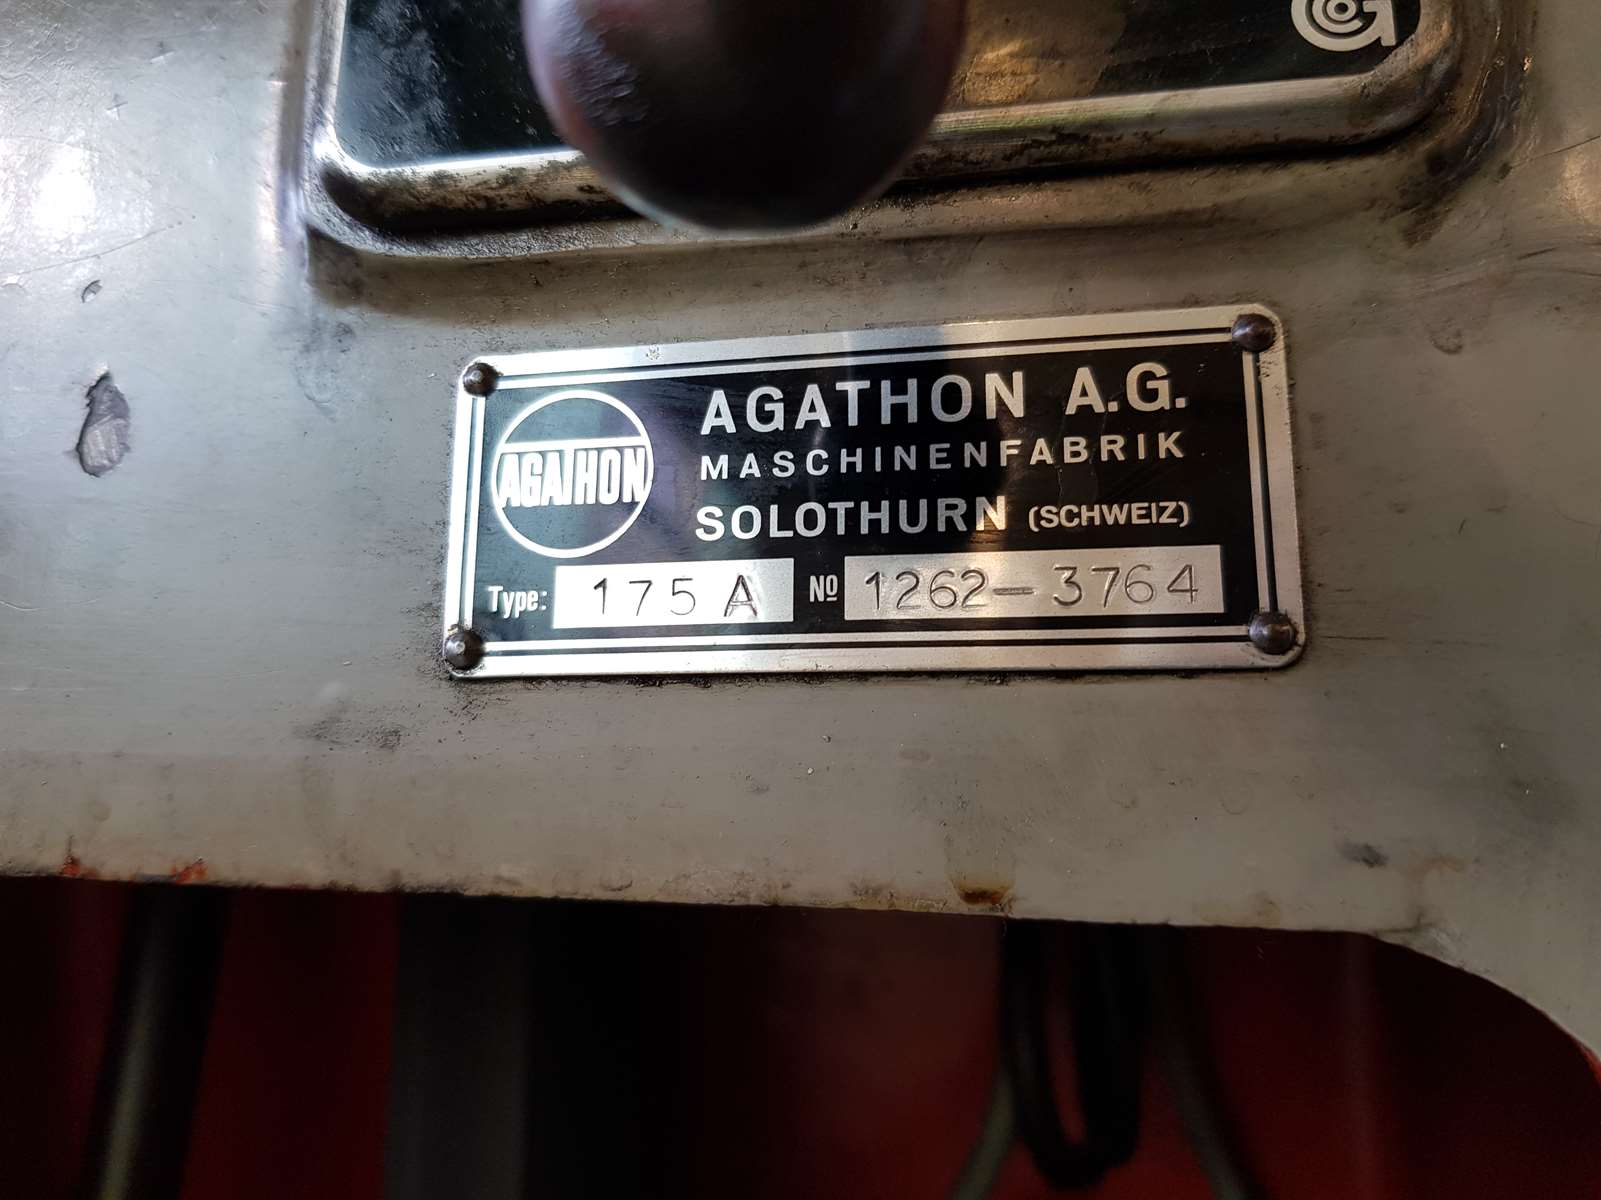 AGATHON A.G.
MASCHINENFABRIK
AGATHON
SOLOTHURN (SCHWEIZ)
Type: 175 A № 1262-3764